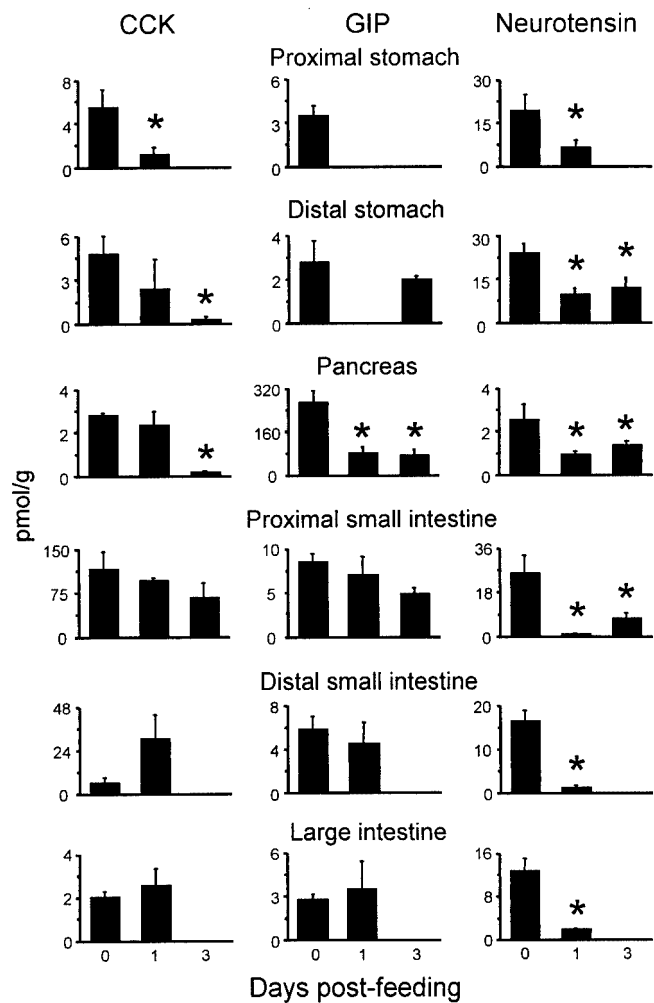 CCK GIP Neurotensin
Proximal stomach
8 6 30
4 3 15
0 0 0
* *
Distal stomach
6 4 30
3 2 15
0 0 0
* * *
Pancreas
4 320 4
2 160 2
0 0 0
* * * * *
pmol/g
Proximal small intestine
150 10 36
75 5 18
0 0 0
* *
Distal small intestine
48 8 20
24 4 10
0 0 0
*
Large intestine
4 6 16
2 3 8
0 0 0
*
0 1 3 0 1 3 0 1 3
Days post-feeding